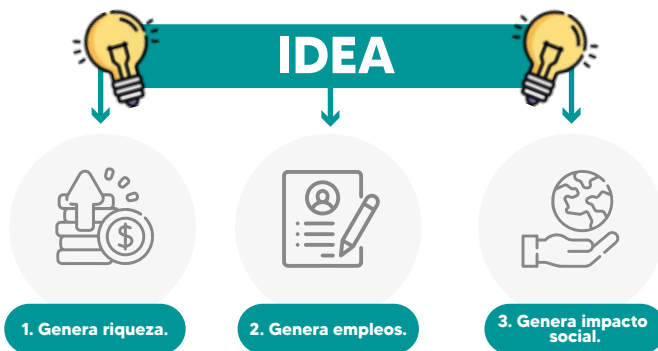 IDEA
1. Genera riqueza.
2. Genera empleos.
3. Genera impacto
social.